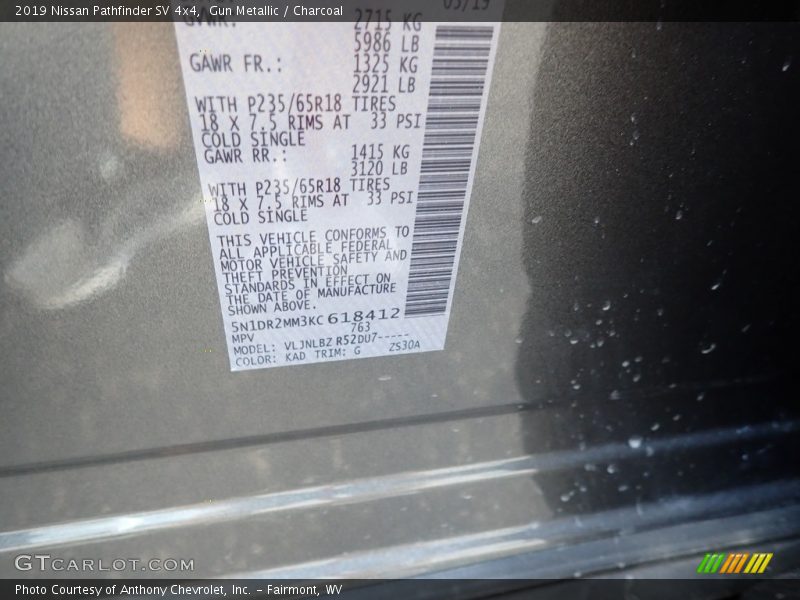 2019 Nissan Pathfinder SV 4x4, Gun Metallic / Charcoal
03/19
GVWR: 2715 KG
5986 LB
GAWR FR.: 1325 KG
2921 LB
WITH P235/65R18 TIRES
18 X 7.5 RIMS AT 33 PSI
COLD SINGLE
GAWR RR.: 1415 KG
3120 LB
WITH P235/65R18 TIRES
18 X 7.5 RIMS AT 33 PSI
COLD SINGLE
THIS VEHICLE CONFORMS TO
ALL APPLICABLE FEDERAL
MOTOR VEHICLE SAFETY AND
THEFT PREVENTION
STANDARDS IN EFFECT ON
THE DATE OF MANUFACTURE
SHOWN ABOVE.
5N1DR2MM3KC618412
MPV 763
MODEL: VLJNLBZ R52DU7-----
COLOR: KAD TRIM: G ZS30A
GTCARLOT.COM
Photo Courtesy of Anthony Chevrolet, Inc. – Fairmont, WV